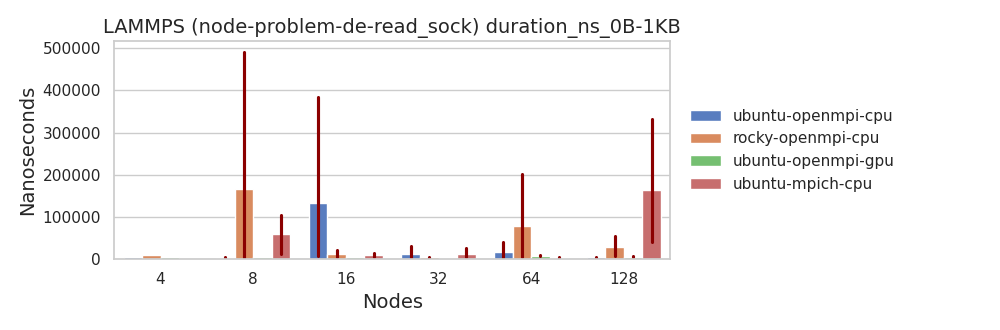 LAMMPS (node-problem-de-read_sock) duration_ns_0B-1KB
Nanoseconds
500000
400000
300000
200000
100000
0
4 8 16 32 64 128
Nodes
ubuntu-openmpi-cpu
rocky-openmpi-cpu
ubuntu-openmpi-gpu
ubuntu-mpich-cpu